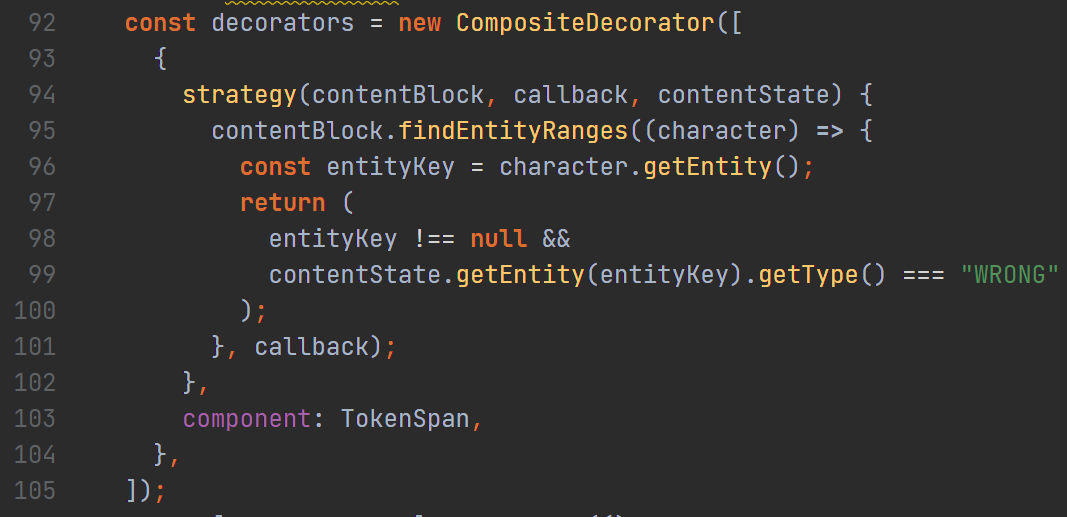 92 const decorators = new CompositeDecorator([
93 {
94 strategy(contentBlock, callback, contentState) {
95 contentBlock.findEntityRanges((character) => {
96 const entityKey = character.getEntity();
97 return (
98 entityKey !== null &&
99 contentState.getEntity(entityKey).getType() === "WRONG"
100 );
101 }, callback);
102 },
103 component: TokenSpan,
104 },
105 ]);